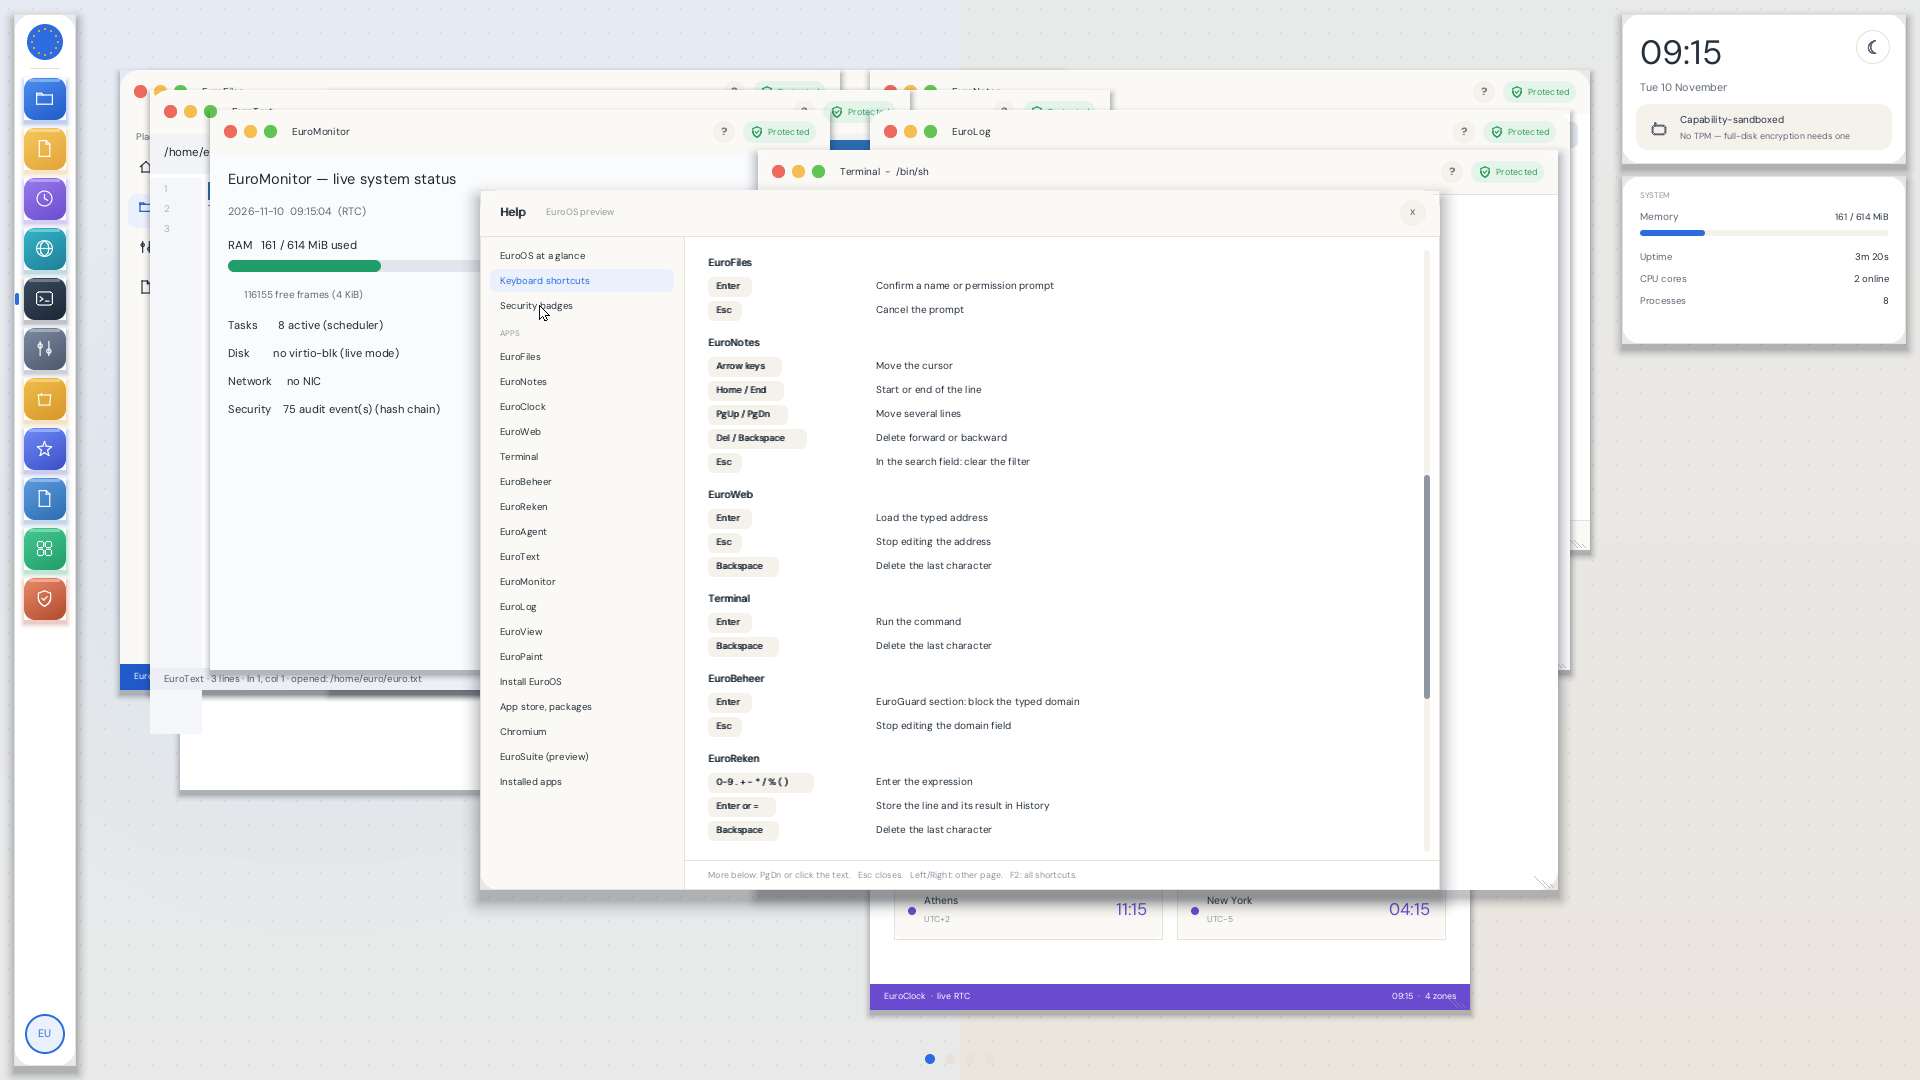 EuroFiles
?
Protected
EuroNotes
?
Protected
EuroText
?
Protected
EuroMonitor
?
Protected
EuroLog
?
Protected
Terminal - /bin/sh
?
Protected
/home/e
1
2
3
EuroMonitor — live system status
2026-11-10 09:15:04 (RTC)
RAM 161 / 614 MiB used
116155 free frames (4 KiB)
Tasks 8 active (scheduler)
Disk no virtio-blk (live mode)
Network no NIC
Security 75 audit event(s) (hash chain)
EuroText · 3 lines · ln 1, col 1 · opened: /home/euro/euro.txt
Help
EuroOS preview
x
EuroOS at a glance
Keyboard shortcuts
Security badges
APPS
EuroFiles
EuroNotes
EuroClock
EuroWeb
Terminal
EuroBeheer
EuroReken
EuroAgent
EuroText
EuroMonitor
EuroLog
EuroView
EuroPaint
Install EuroOS
App store, packages
Chromium
EuroSuite (preview)
Installed apps
EuroFiles
Enter Confirm a name or permission prompt
Esc Cancel the prompt
EuroNotes
Arrow keys Move the cursor
Home / End Start or end of the line
PgUp / PgDn Move several lines
Del / Backspace Delete forward or backward
Esc In the search field: clear the filter
EuroWeb
Enter Load the typed address
Esc Stop editing the address
Backspace Delete the last character
Terminal
Enter Run the command
Backspace Delete the last character
EuroBeheer
Enter EuroGuard section: block the typed domain
Esc Stop editing the domain field
EuroReken
0-9 . + - * / % ( ) Enter the expression
Enter or = Store the line and its result in History
Backspace Delete the last character
More below: PgDn or click the text. Esc closes. Left/Right: other page. F2: all shortcuts.
Athens
UTC+2
11:15
New York
UTC-5
04:15
EuroClock · live RTC
09:15 · 4 zones
09:15
Tue 10 November
Capability-sandboxed
No TPM — full-disk encryption needs one
SYSTEM
Memory 161 / 614 MiB
Uptime 3m 20s
CPU cores 2 online
Processes 8
EU